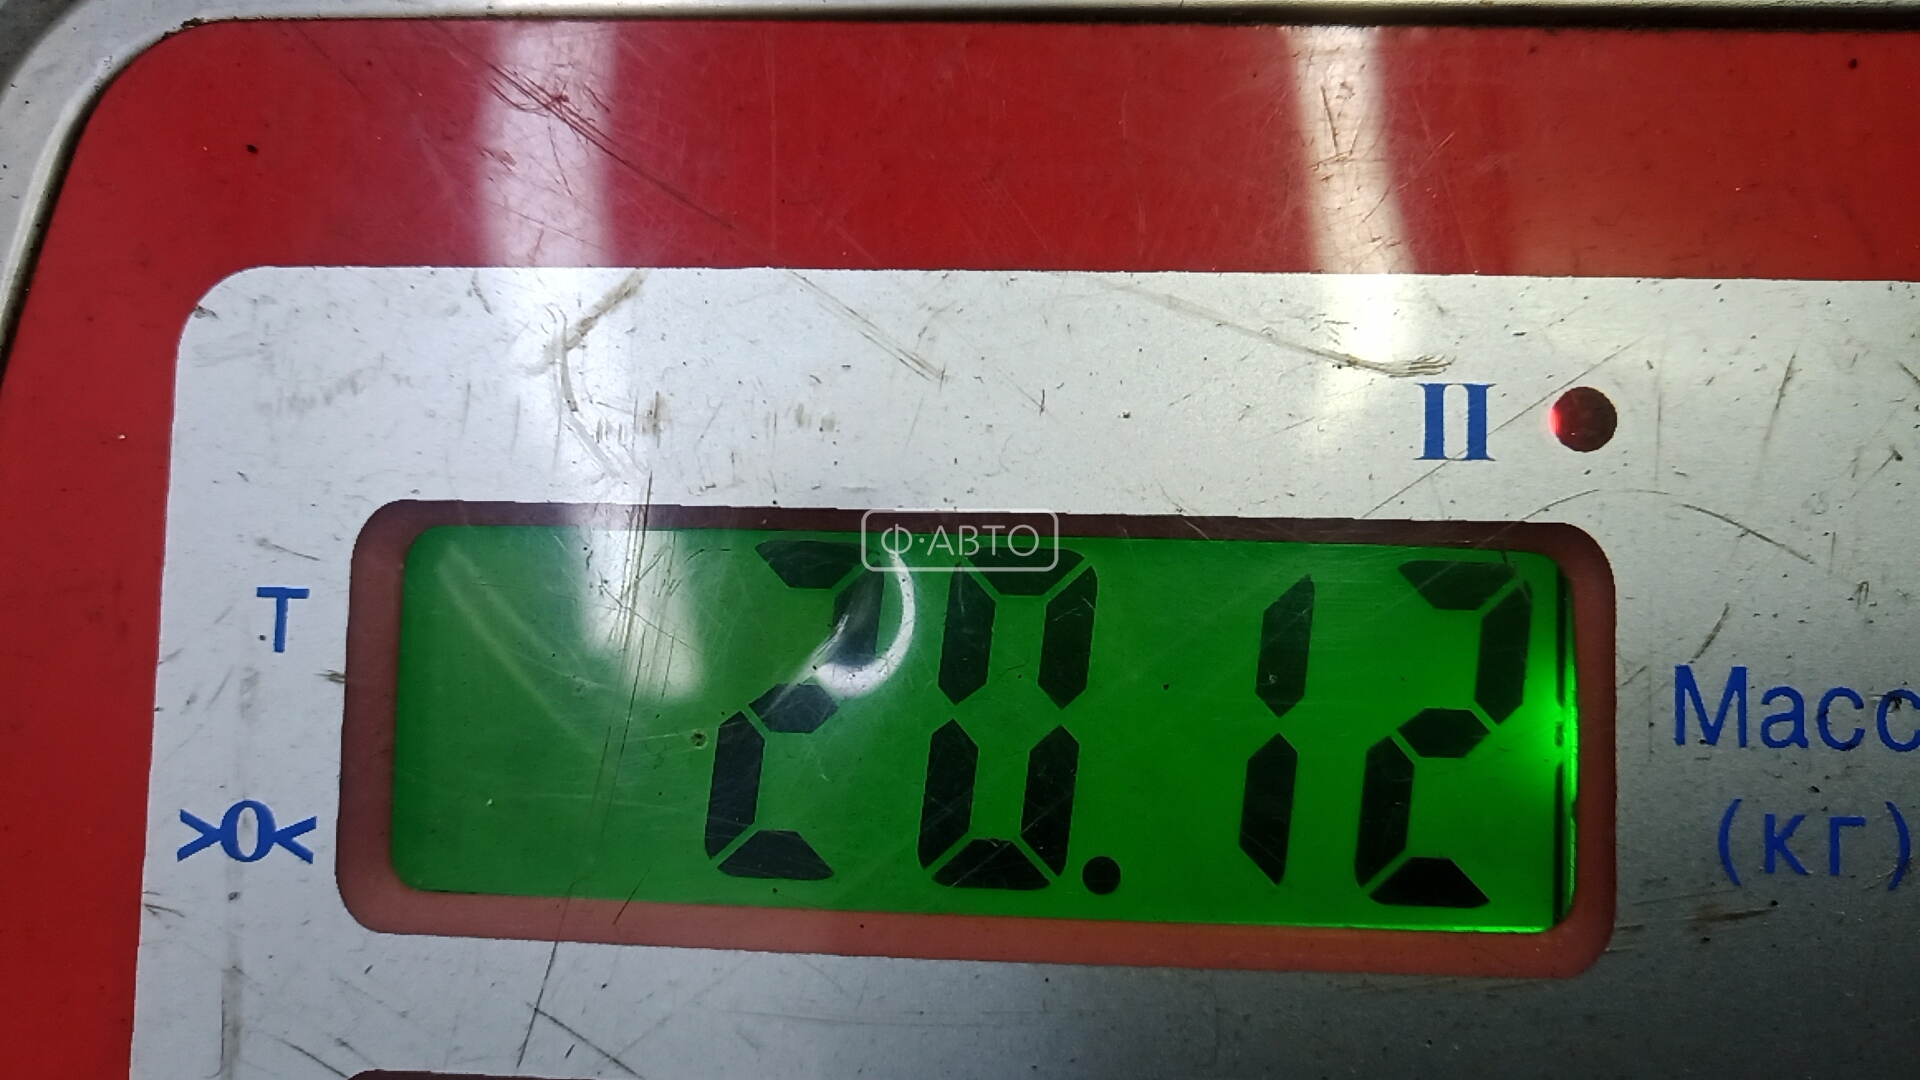 II
Ф·АВТО
T
20.12
Масс
>0<
(кг)